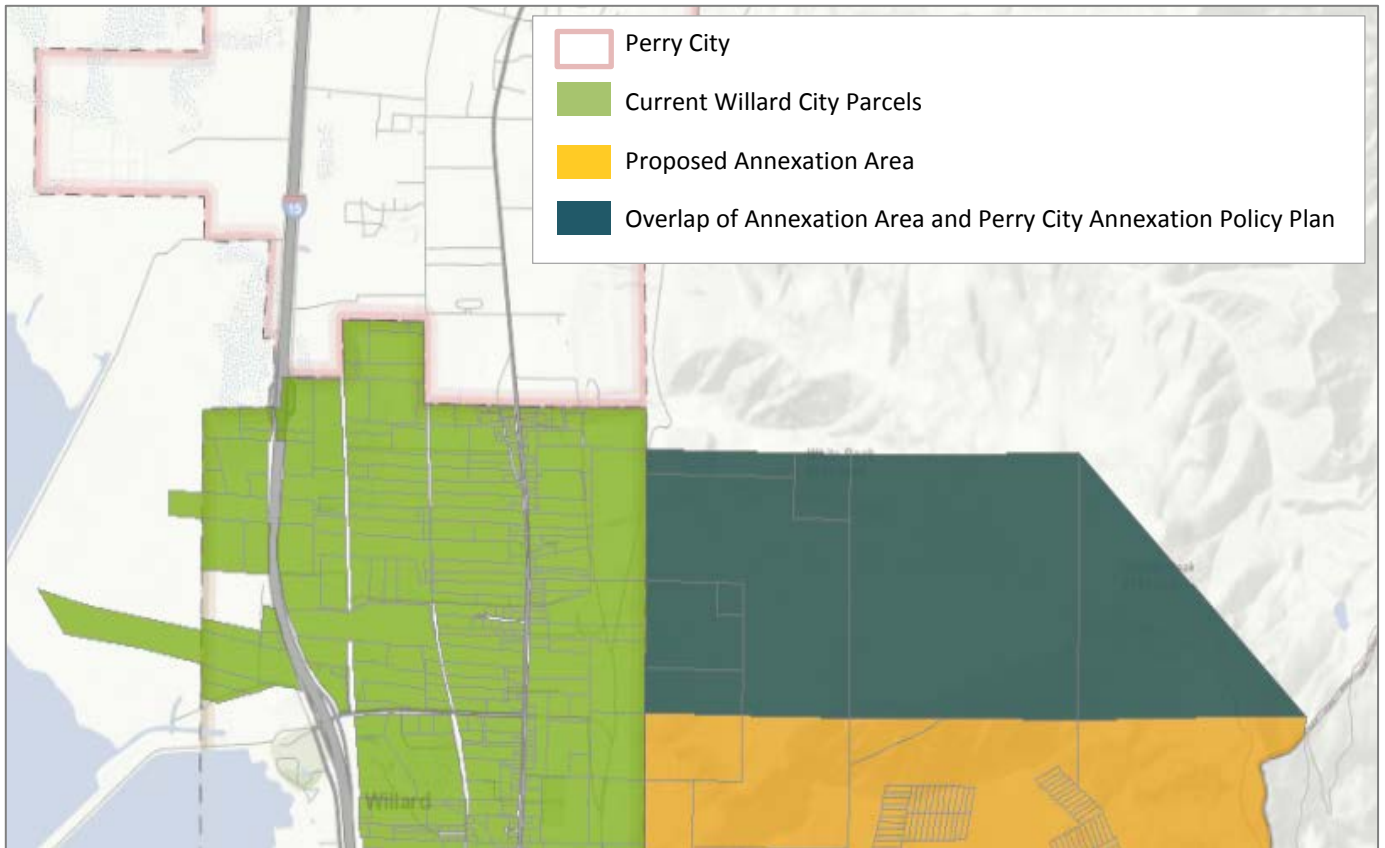 Perry City
Current Willard City Parcels
Proposed Annexation Area
Overlap of Annexation Area and Perry City Annexation Policy Plan
15
Willard